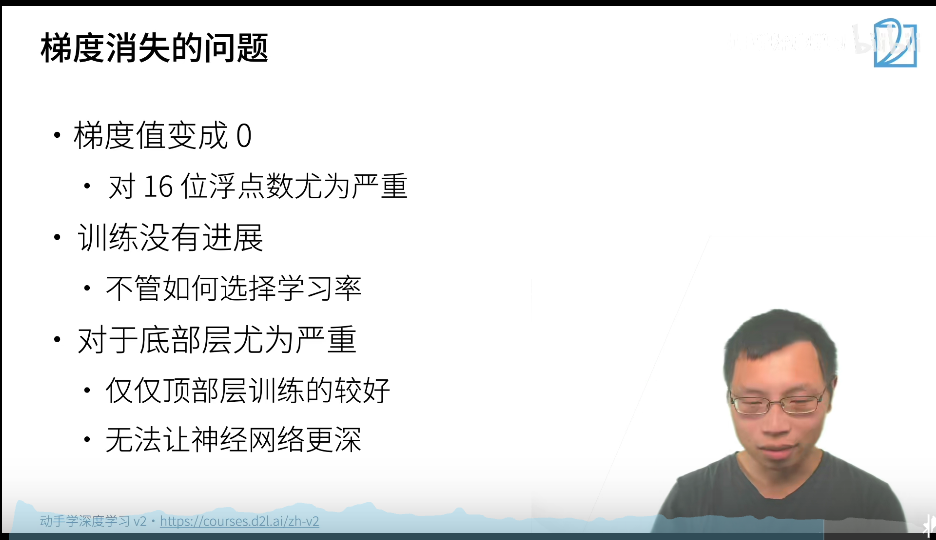 梯度消失的问题
• 梯度值变成 0
• 对 16 位浮点数尤为严重
• 训练没有进展
• 不管如何选择学习率
• 对于底部层尤为严重
• 仅仅顶部层训练的较好
• 无法让神经网络更深
动手学深度学习 v2 • https://courses.d2l.ai/zh-v2